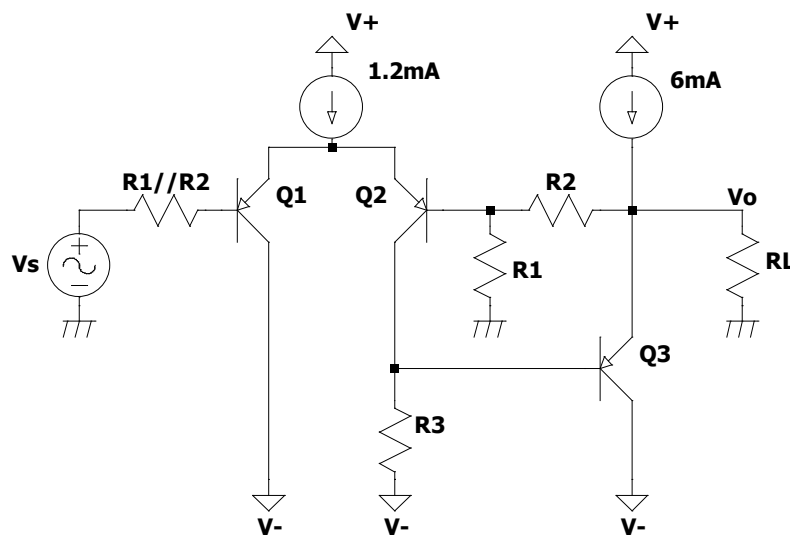 V+
V+
1.2mA
6mA
R1//R2
Q1
Q2
R2
Vo
Vs
+
R1
RL
Q3
R3
V-
V-
V-